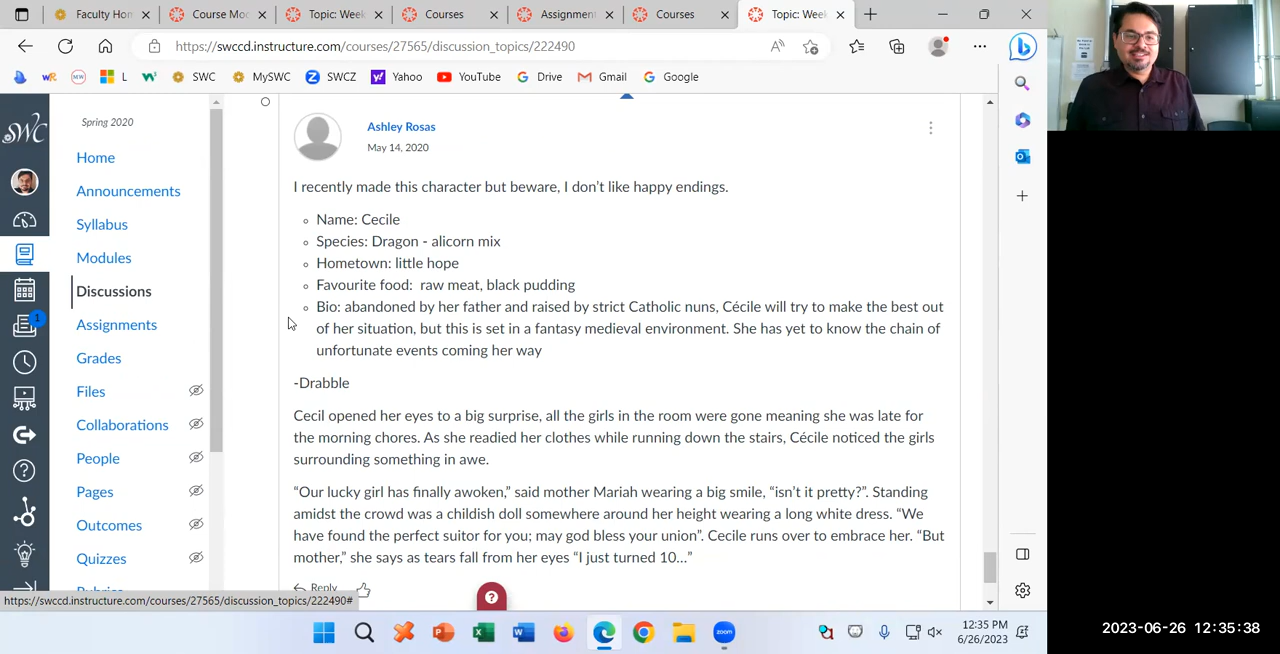 Faculty Hom
Course Moc
Topic: Week
Courses
Assignment
Courses
Topic: Week
https://swccd.instructure.com/courses/27565/discussion_topics/222490
L
SWC
MySWC
SWCZ
Yahoo
YouTube
Drive
Gmail
Google
SWC
Spring 2020
Home
Announcements
Syllabus
Modules
Discussions
Assignments
Grades
Files
Collaborations
People
Pages
Outcomes
Quizzes
1
Ashley Rosas
May 14, 2020
I recently made this character but beware, I don't like happy endings.
Name: Cecile
Species: Dragon - alicorn mix
Hometown: little hope
Favourite food: raw meat, black pudding
Bio: abandoned by her father and raised by strict Catholic nuns, Cécile will try to make the best out
of her situation, but this is set in a fantasy medieval environment. She has yet to know the chain of
unfortunate events coming her way
-Drabble
Cecil opened her eyes to a big surprise, all the girls in the room were gone meaning she was late for
the morning chores. As she readied her clothes while running down the stairs, Cécile noticed the girls
surrounding something in awe.
“Our lucky girl has finally awoken,” said mother Mariah wearing a big smile, “isn't it pretty?”. Standing
amidst the crowd was a childish doll somewhere around her height wearing a long white dress. “We
have found the perfect suitor for you; may god bless your union”. Cecile runs over to embrace her. “But
mother,” she says as tears fall from her eyes “I just turned 10...”
Reply
https://swccd.instructure.com/courses/27565/discussion_topics/222490#
zoom
12:35 PM
6/26/2023
2023-06-26 12:35:38